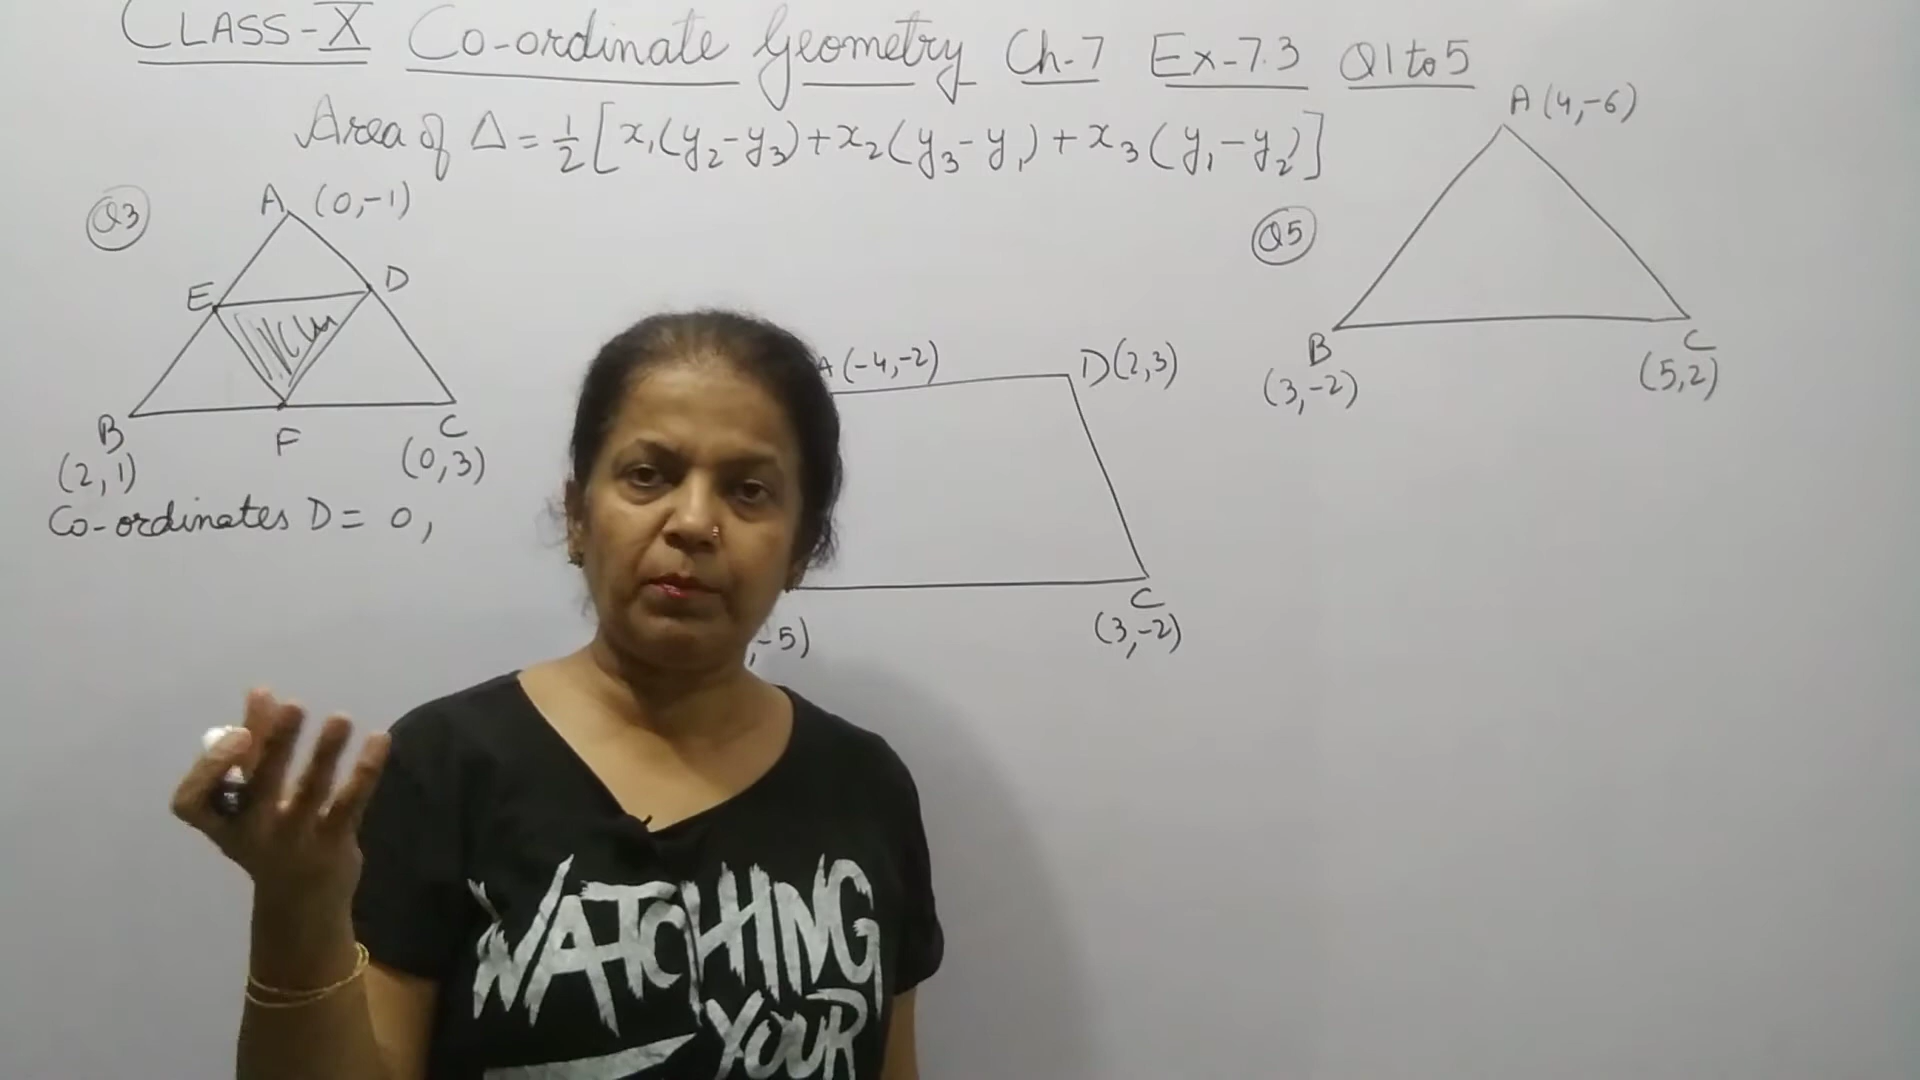 CLASS-X Co-ordinate Geometry Ch-7 Ex-7.3 Q1 to 5
Area of Δ = 1/2 [x₁(y₂-y₃)+x₂(y₃-y₁)+x₃(y₁-y₂)]
Q3
A (0,-1)
E
D
B
F
C
(2,1)
(0,3)
Co-ordinates D = 0,
A (-4,-2)
D(2,3)
,-5)
C
(3,-2)
Q5
A (4,-6)
B
(3,-2)
C
(5,2)
WATCHING
YOUR